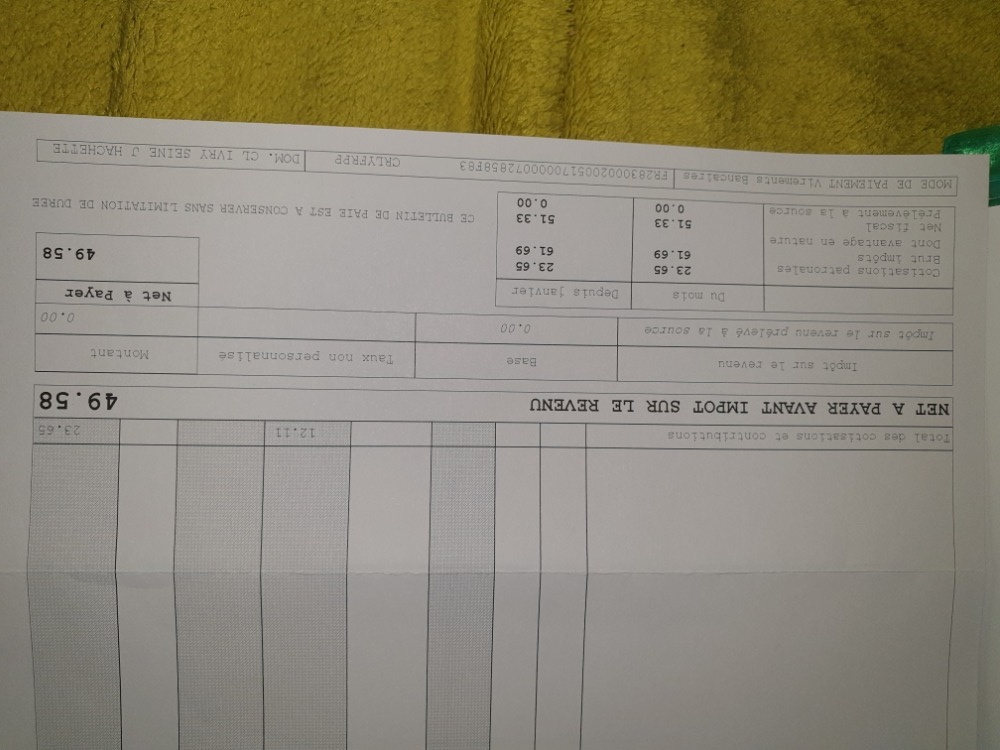 Total des cotisations et contributions 12.11 23.65
NET A PAYER AVANT IMPOT SUR LE REVENU 49.58
Impôt sur le revenu Base Taux non personnalisé Montant
Impôt sur le revenu prélevé à la source 0.00 0.00
Du mois Depuis janvier Net à Payer
Cotisations patronales 23.65 23.65
Brut impôts 61.69 61.69 49.58
Dont avantage en nature
Net fiscal 51.33 51.33
Prélèvement à la source 0.00 0.00
CE BULLETIN DE PAIE EST A CONSERVER SANS LIMITATION DE DUREE
MODE DE PAIEMENT Virements Bancaires FR2830002005170000072858F83 CRLYFRPP DOM. CL IVRY SEINE J HACHETTE